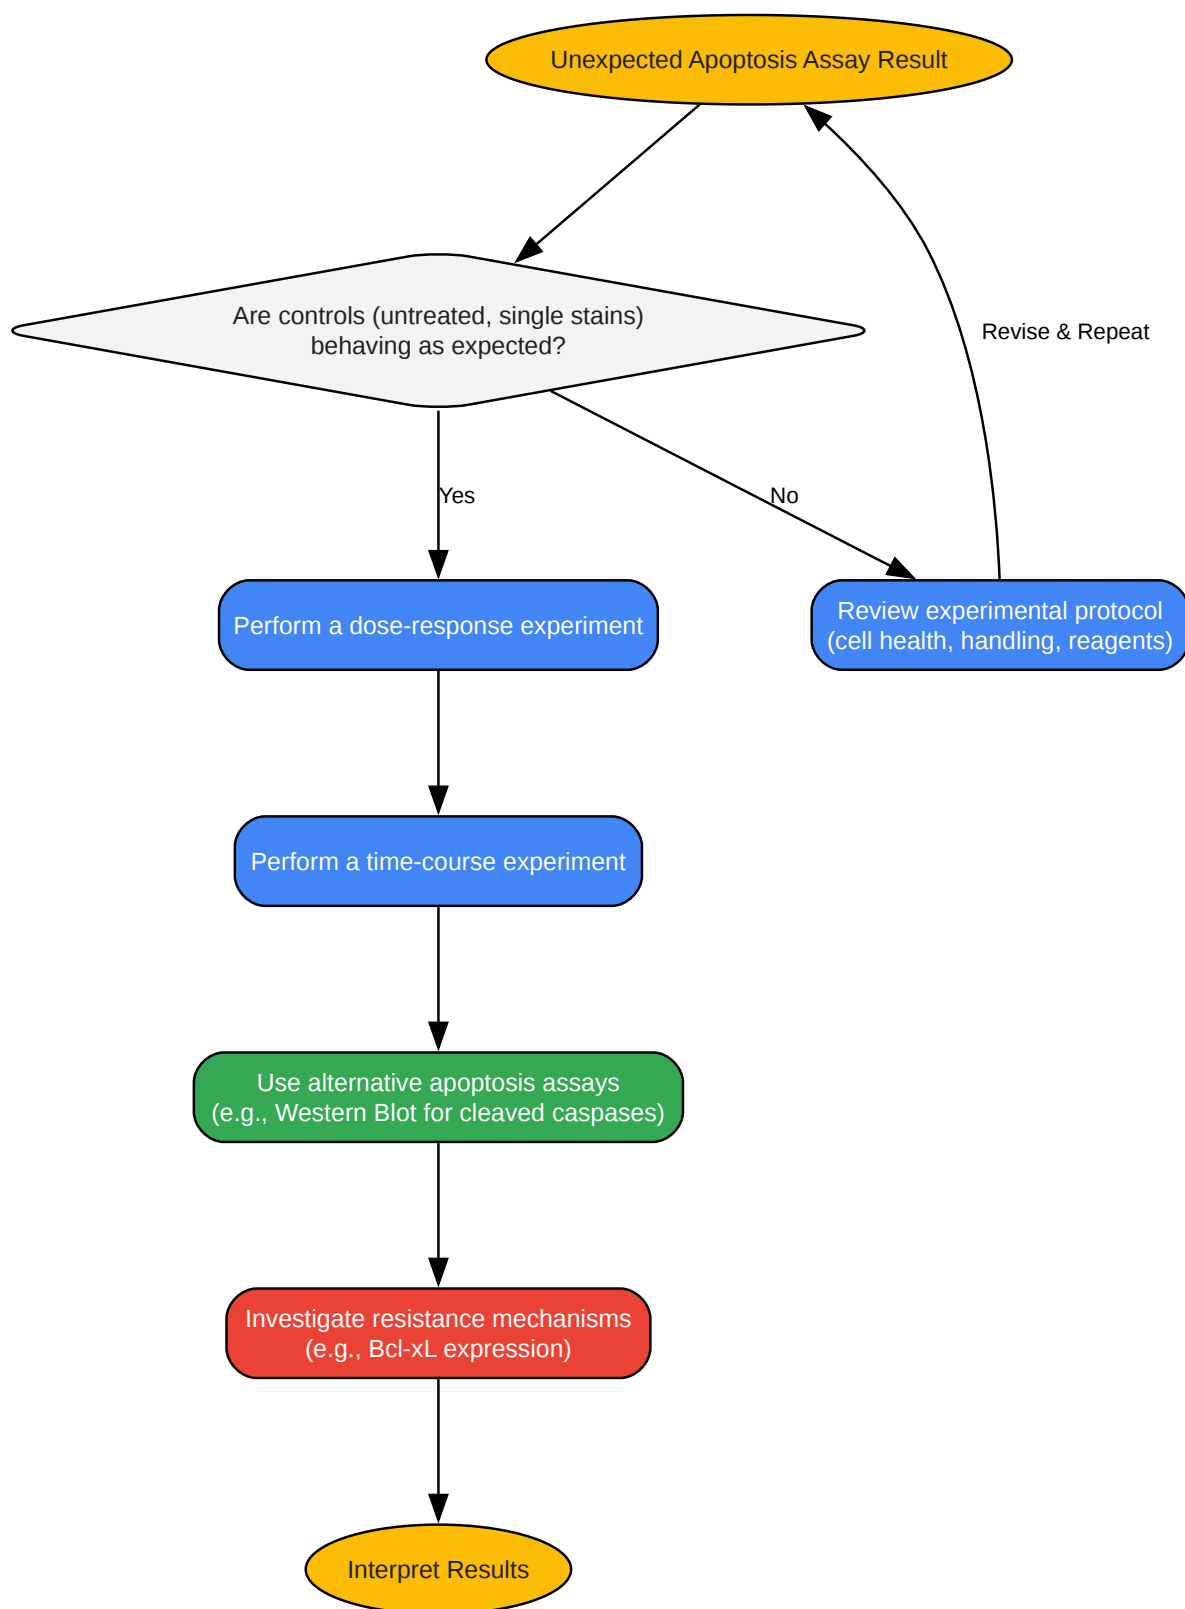 Unexpected Apoptosis Assay Result
Are controls (untreated, single stains)
behaving as expected?
Revise & Repeat
Yes
No
Perform a dose-response experiment
Review experimental protocol
(cell health, handling, reagents)
Perform a time-course experiment
Use alternative apoptosis assays
(e.g., Western Blot for cleaved caspases)
Investigate resistance mechanisms
(e.g., Bcl-xL expression)
Interpret Results